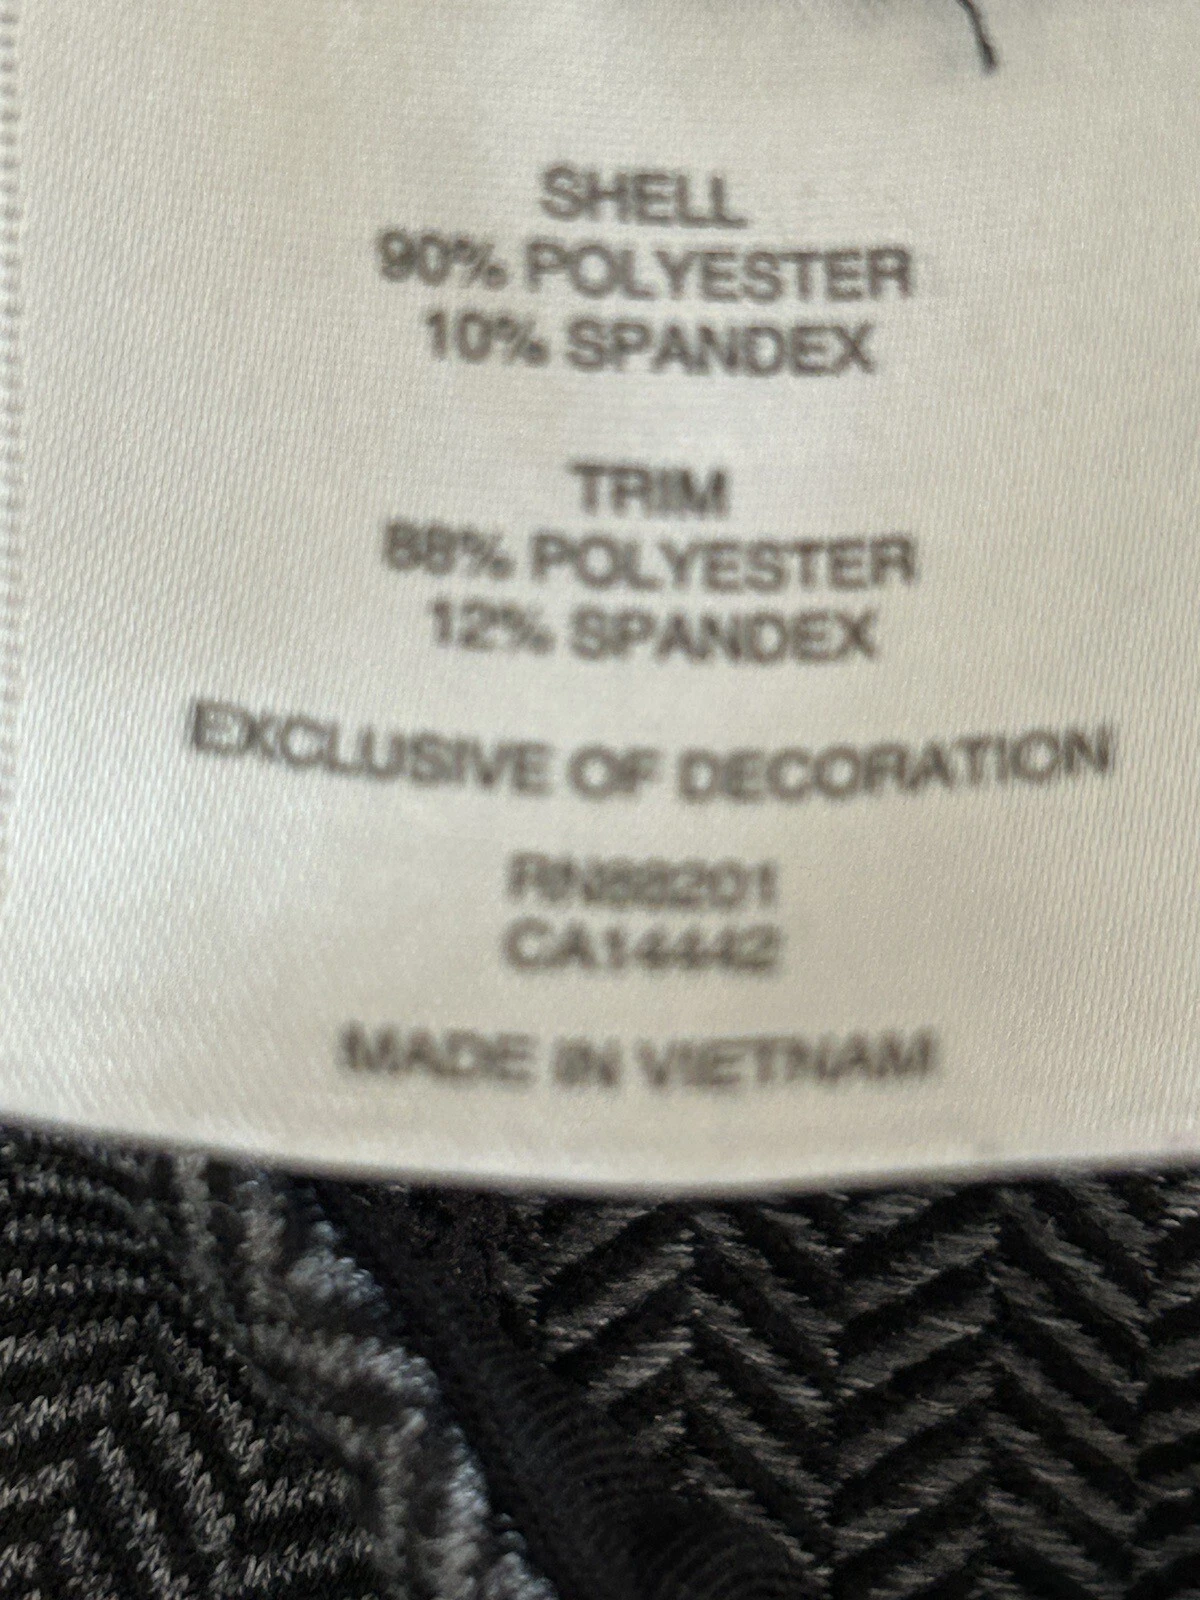 SHELL
90% POLYESTER
10% SPANDEX
TRIM
88% POLYESTER
12% SPANDEX
EXCLUSIVE OF DECORATION
RN88201
CA14442
MADE IN VIETNAM